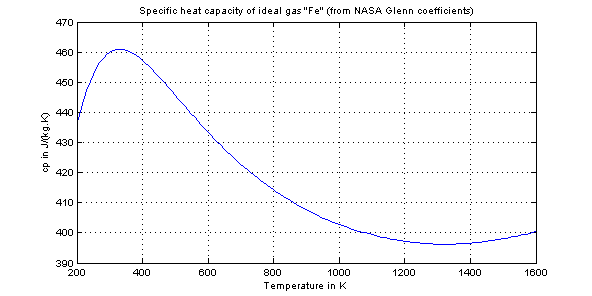 Specific heat capacity of ideal gas "Fe" (from NASA Glenn coefficients)
470
460
450
440
430
420
410
400
390
cp in J/(kg.K)
200 400 600 800 1000 1200 1400 1600
Temperature in K